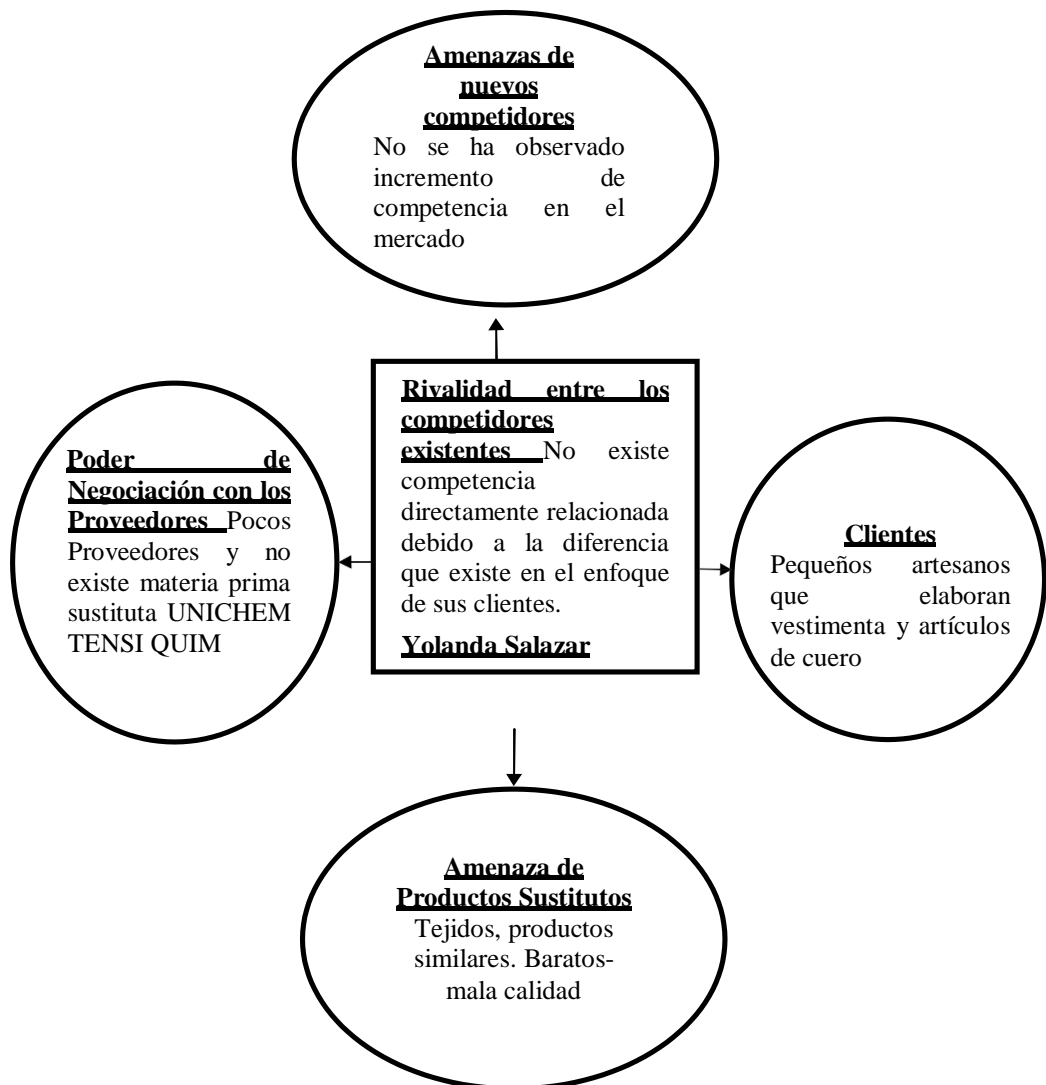 Amenazas de
nuevos
competidores
No se ha observado
incremento de
competencia en el
mercado
Rivalidad entre los
competidores
existentes No existe
competencia
directamente relacionada
debido a la diferencia
que existe en el enfoque
de sus clientes.
Yolanda Salazar
Poder de
Negociación con los
Proveedores Pocos
Proveedores y no
existe materia prima
sustituta UNICHEM
TENSI QUIM
Clientes
Pequeños artesanos
que elaboran
vestimenta y artículos
de cuero
Amenaza de
Productos Sustitutos
Tejidos, productos
similares. Baratos-
mala calidad